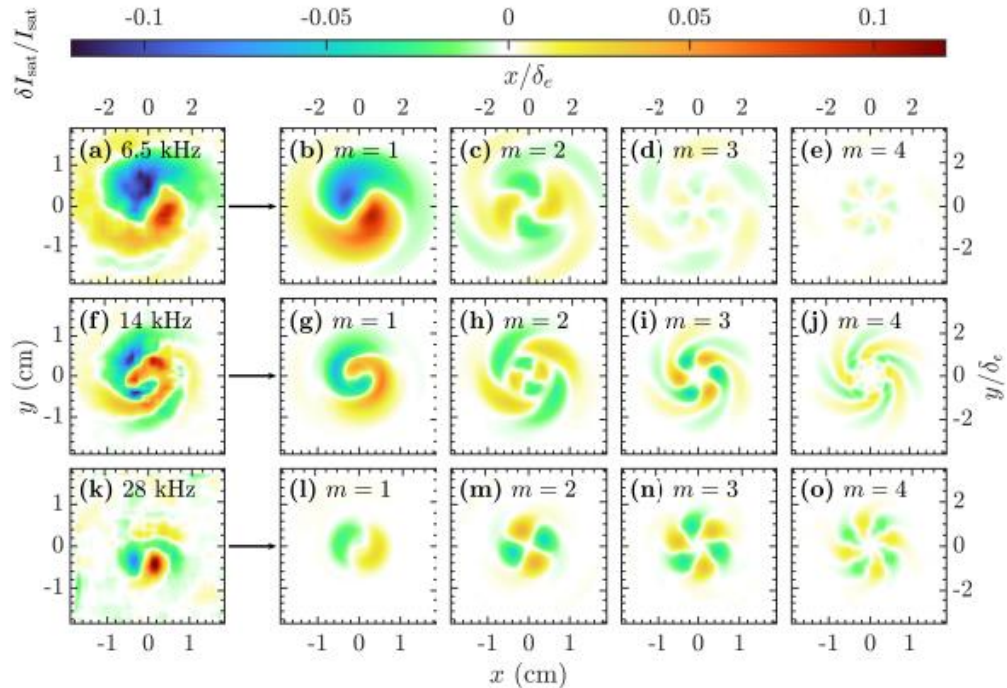 -0.1 -0.05 0 0.05 0.1
δI_sat/I_sat
x/δ_e
-2 0 2 -2 0 2 -2 0 2 -2 0 2 -2 0 2
(a) 6.5 kHz (b) m = 1 (c) m = 2 (d) m = 3 (e) m = 4
1 0 -1
2 0 -2
(f) 14 kHz (g) m = 1 (h) m = 2 (i) m = 3 (j) m = 4
1 0 -1
2 0 -2
y (cm)
y/δ_e
(k) 28 kHz (l) m = 1 (m) m = 2 (n) m = 3 (o) m = 4
1 0 -1
2 0 -2
-1 0 1 -1 0 1 -1 0 1 -1 0 1 -1 0 1
x (cm)